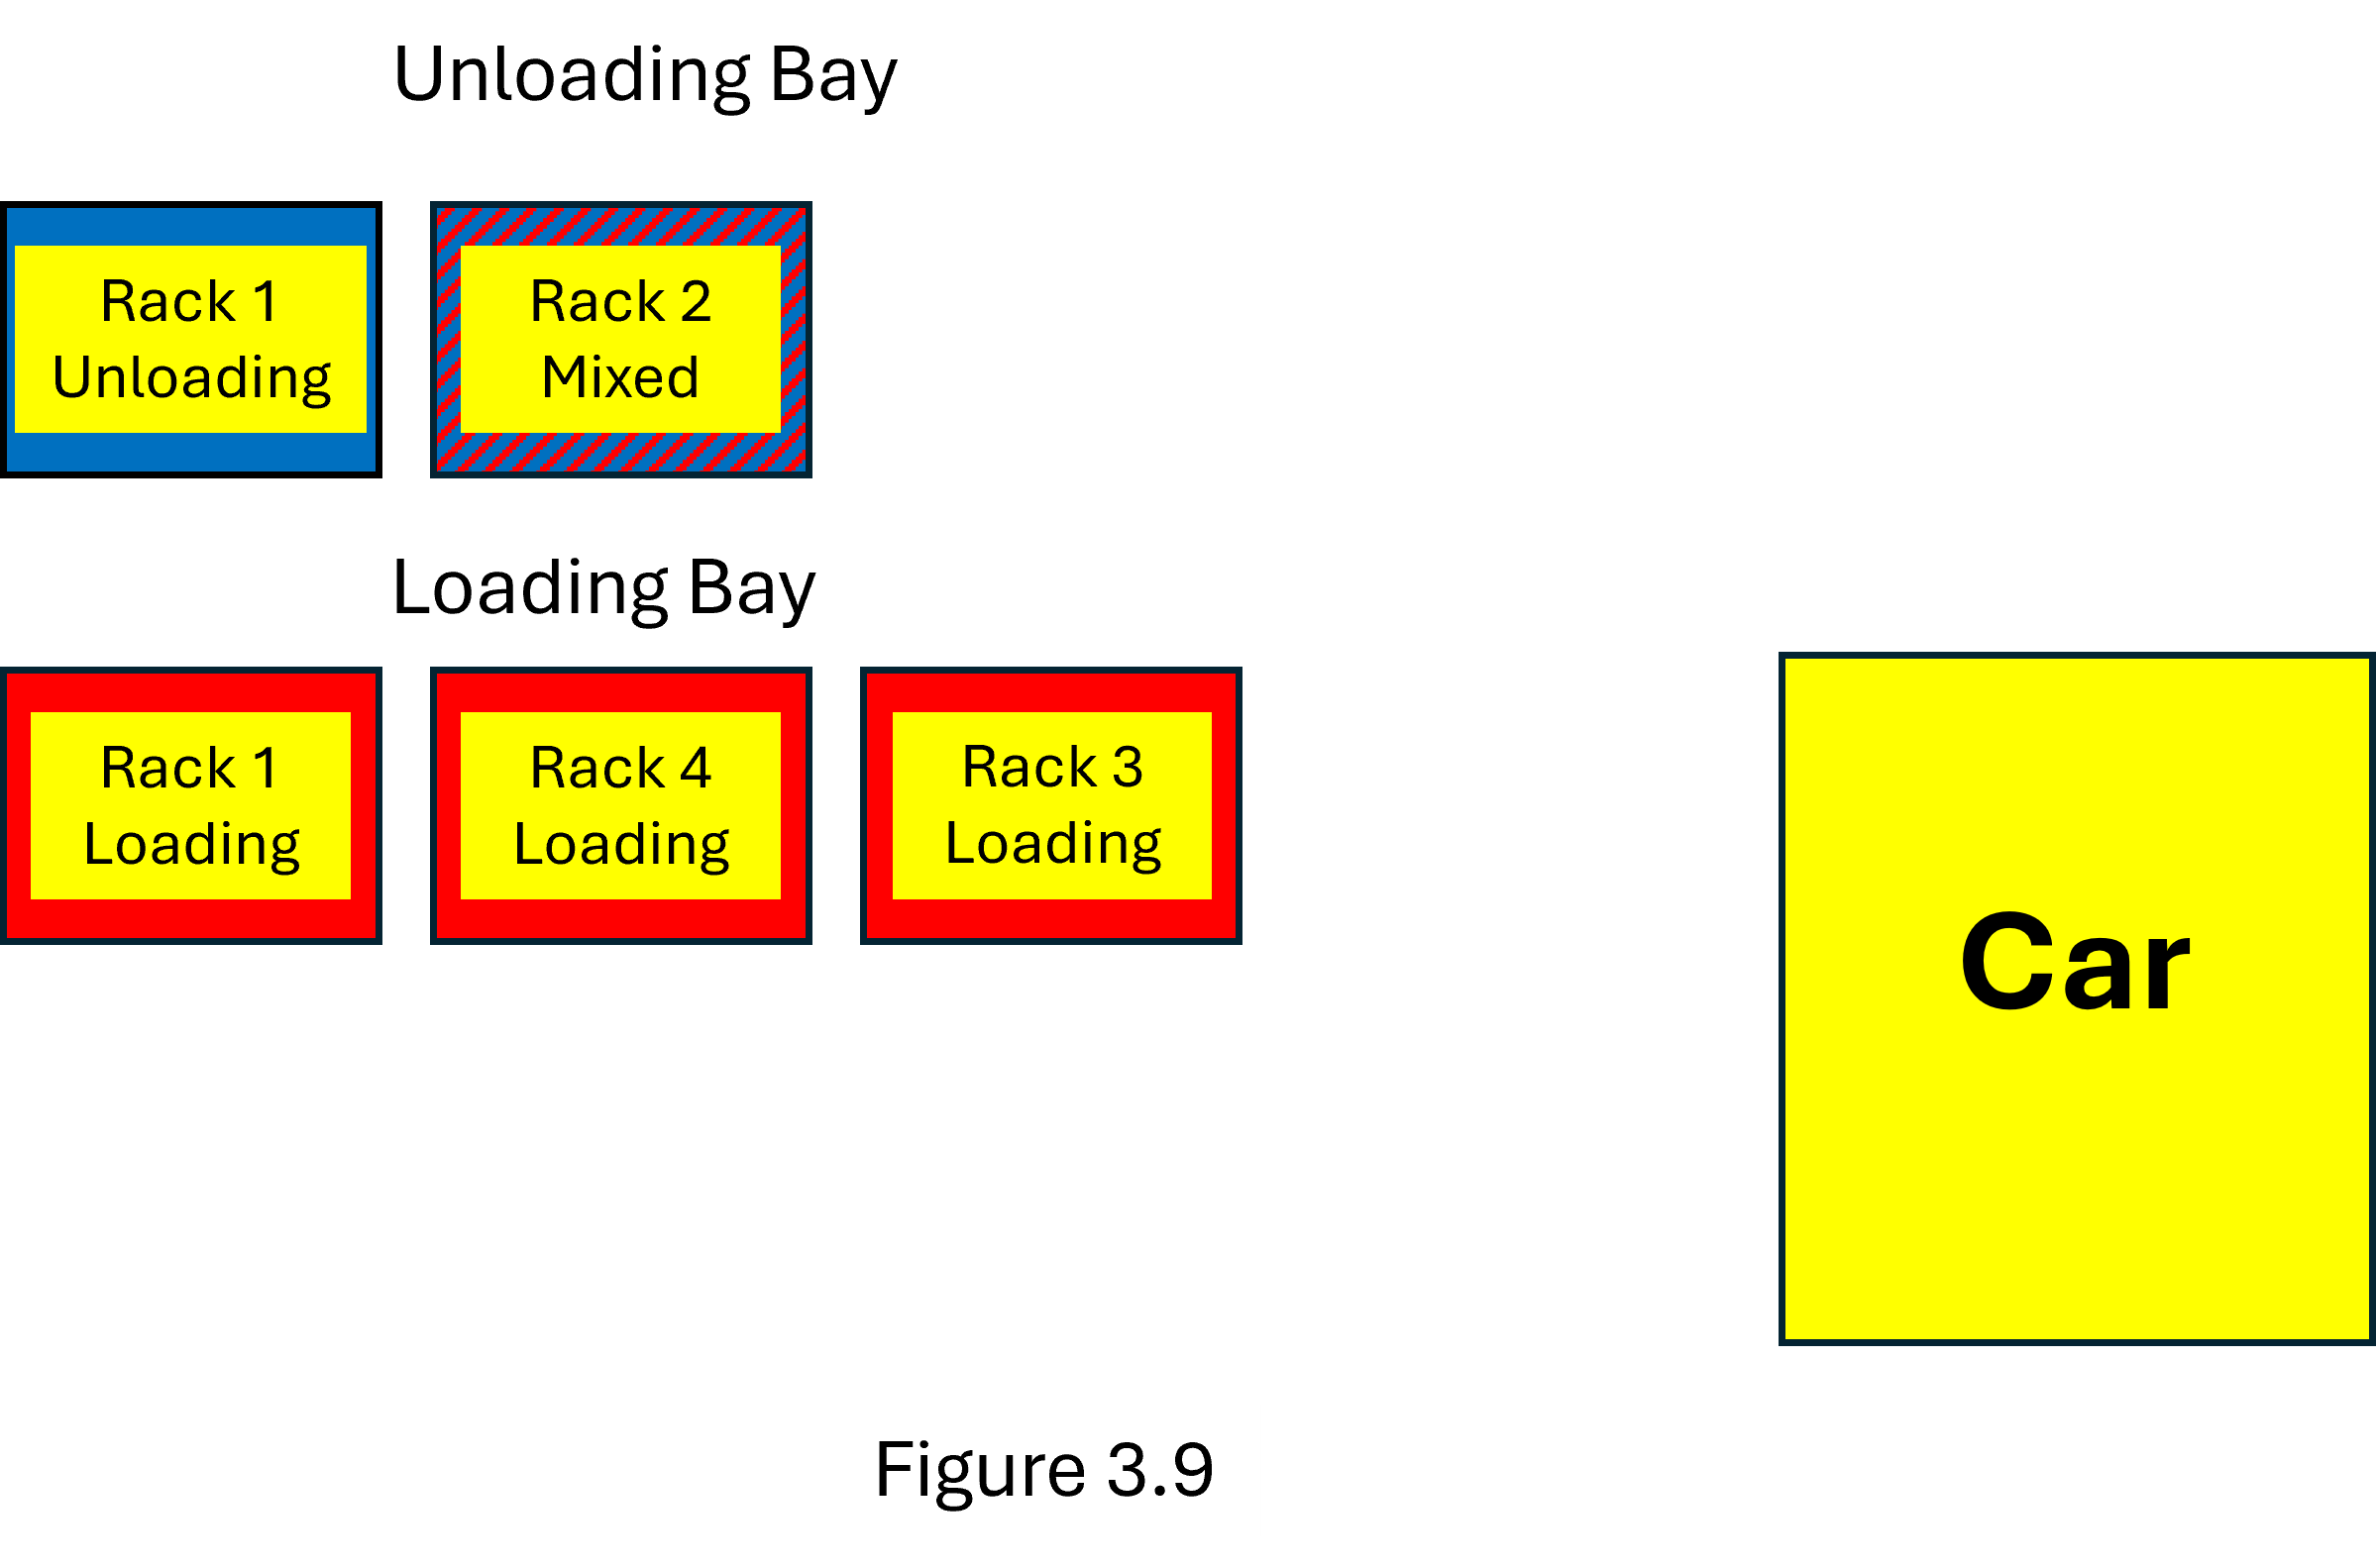 Unloading Bay
Rack 1
Unloading
Rack 2
Mixed
Loading Bay
Rack 1
Loading
Rack 4
Loading
Rack 3
Loading
Car
Figure 3.9